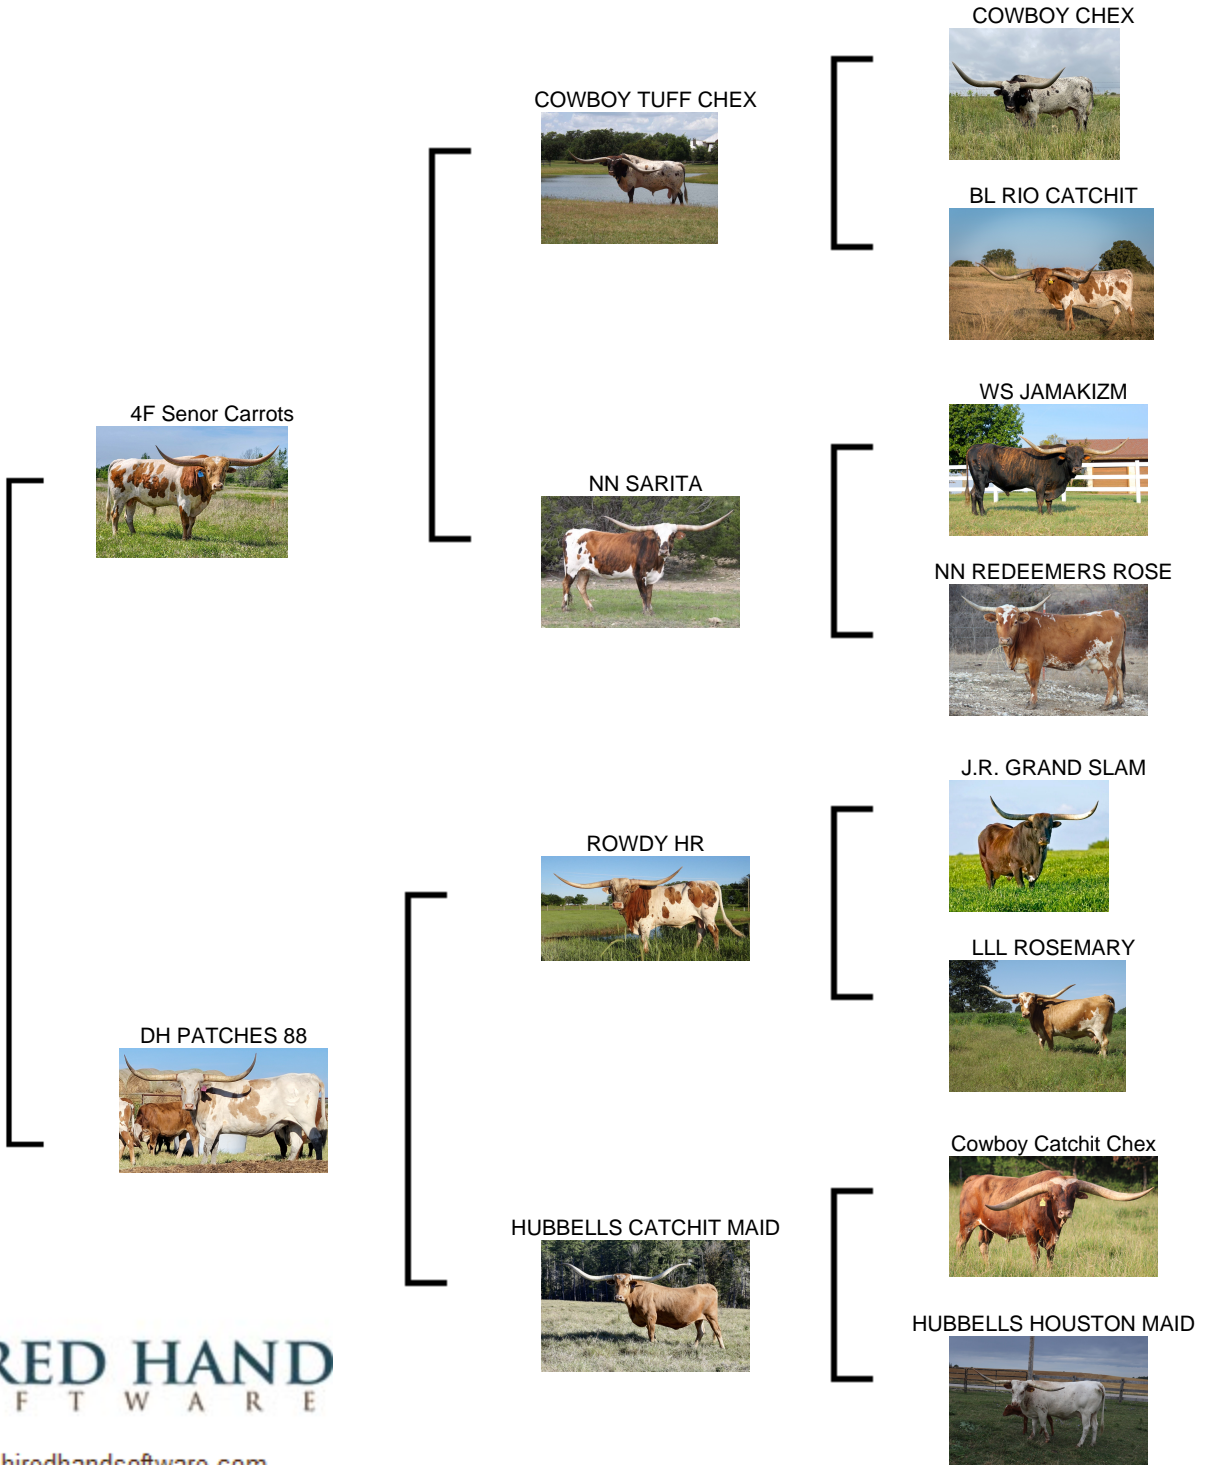 COWBOY CHEX
COWBOY TUFF CHEX
BL RIO CATCHIT
WS JAMAKIZM
4F Senor Carrots
NN SARITA
NN REDEEMERS ROSE
J.R. GRAND SLAM
ROWDY HR
LLL ROSEMARY
DH PATCHES 88
Cowboy Catchit Chex
HUBBELLS CATCHIT MAID
HUBBELLS HOUSTON MAID
RED HAND
F T W A R E
hiredhandsoftware.com